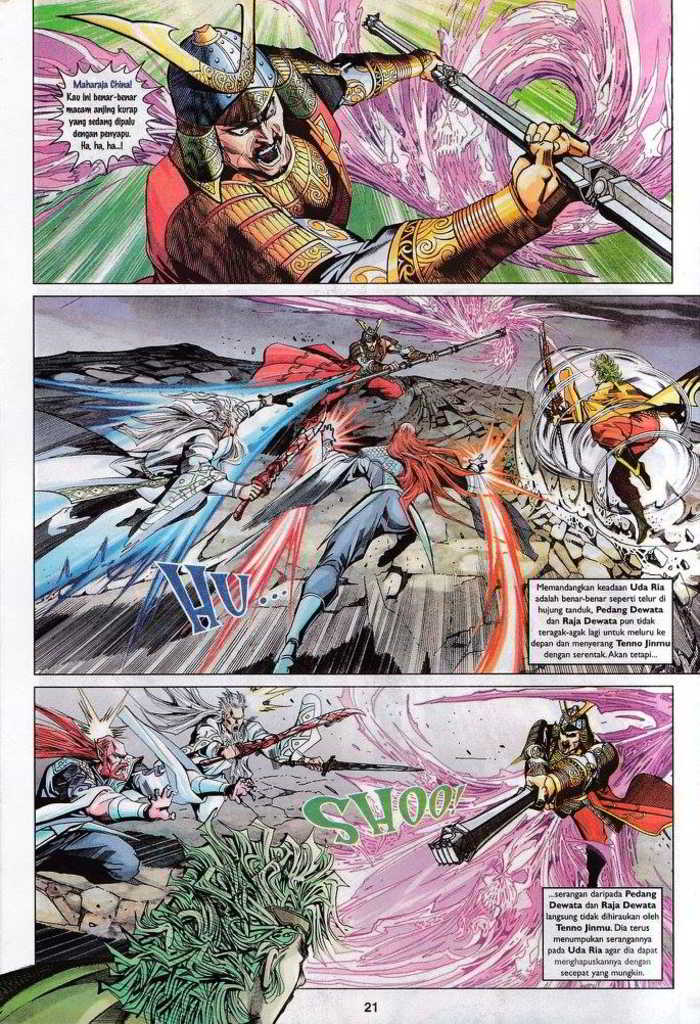 Maharaja China!
Kau ini benar-benar
macam anjing kurap
yang sedang dipalu
dengan penyapu.
Ha, ha, ha...!
HU...
Memandangkan keadaan Uda Ria
adalah benar-benar seperti telur di
hujung tanduk, Pedang Dewata
dan Raja Dewata pun tidak
teragak-agak lagi untuk meluru ke
depan dan menyerang Tenno Jinmu
dengan serentak. Akan tetapi...
SHOO!
...serangan daripada Pedang
Dewata dan Raja Dewata
langsung tidak dihiraukan oleh
Tenno Jinmu. Dia terus
menumpukan serangannya
pada Uda Ria agar dia dapat
menghapuskannya dengan
secepat yang mungkin.
21